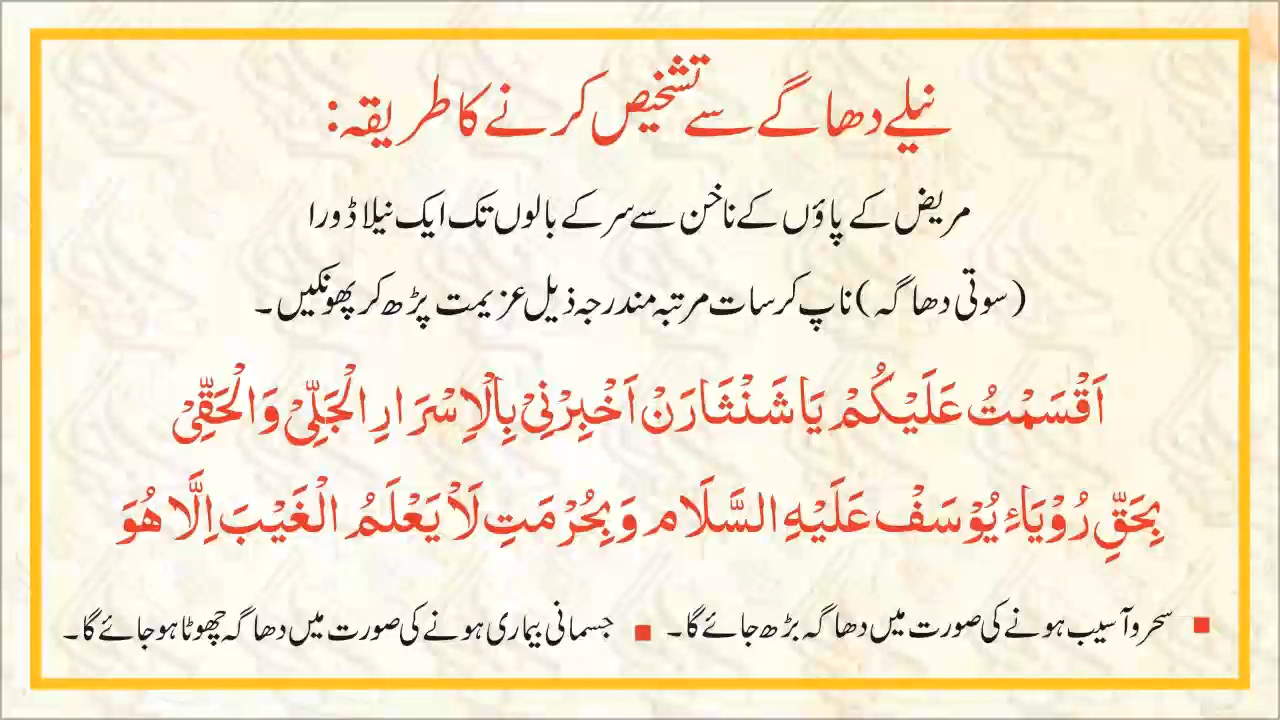 نیلے دھاگے سے تشخیص کرنے کا طریقہ:
مریض کے پاؤں کے ناخن سے سر کے بالوں تک ایک نیلا ڈورا
(سوتی دھاگہ) ناپ کر سات مرتبہ مندرجہ ذیل عزیمت پڑھ کر پھونکیں۔
اَقْسَمْتُ عَلَيْكُمْ يَا شَنْثَارَنْ اَخْبِرْنِیْ بِالْاِسْرَارِ الْجَلِّیْ وَالْحَقِّیْ
بِحَقِّ رُوْيَاءِ يُوْسَفْ عَلَيْهِ السَّلَام وَبِحُرْمَتِ لَاْ يَعْلَمُ الْغَيْبَ اِلَّا هُوَ
■ سحر و آسیب ہونے کی صورت میں دھاگہ بڑھ جائے گا۔ ■ جسمانی بیماری ہونے کی صورت میں دھاگہ چھوٹا ہو جائے گا۔